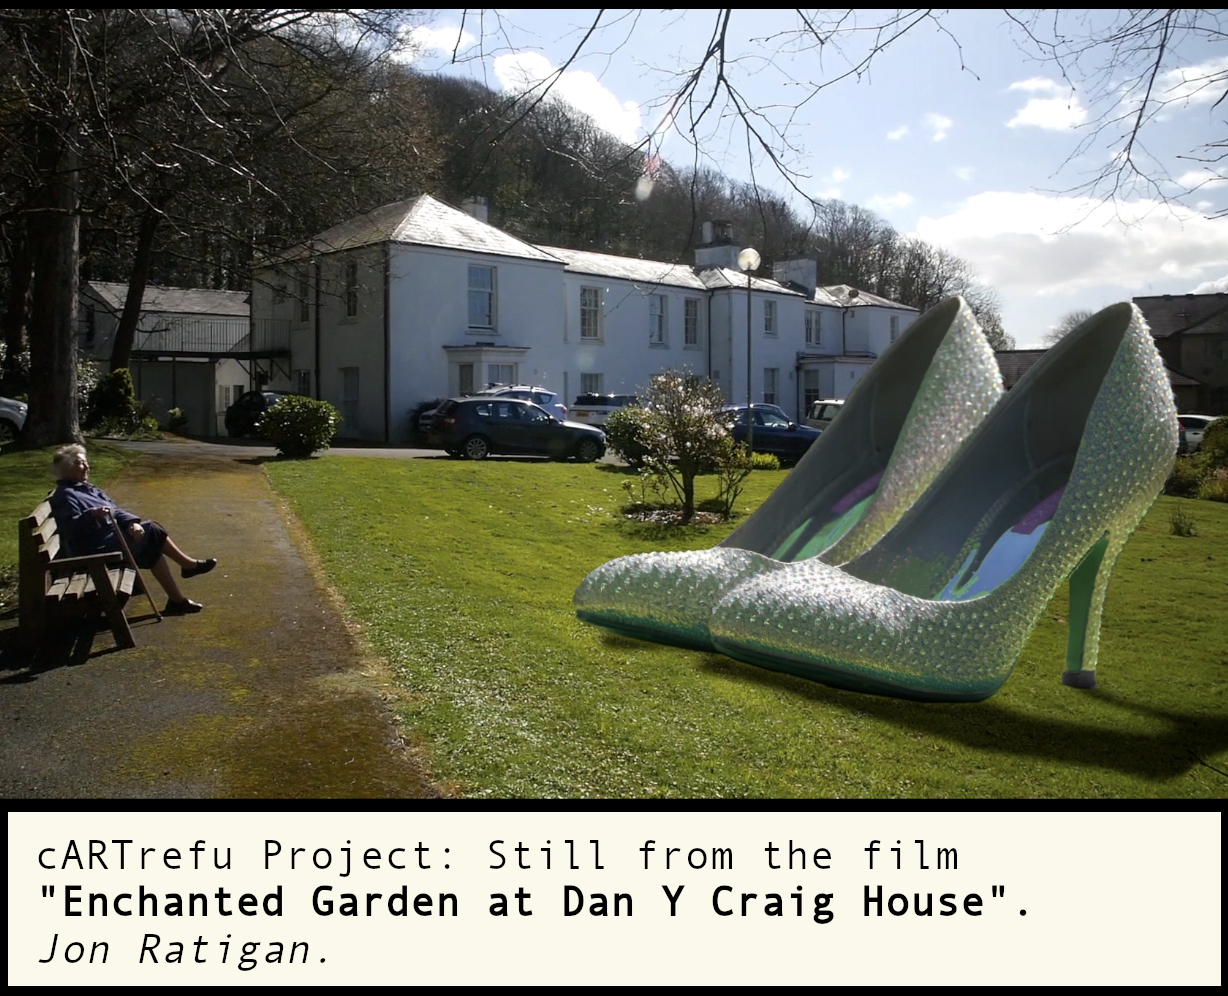 cARTrefu Project: Still from the film
"Enchanted Garden at Dan Y Craig House".
Jon Ratigan.